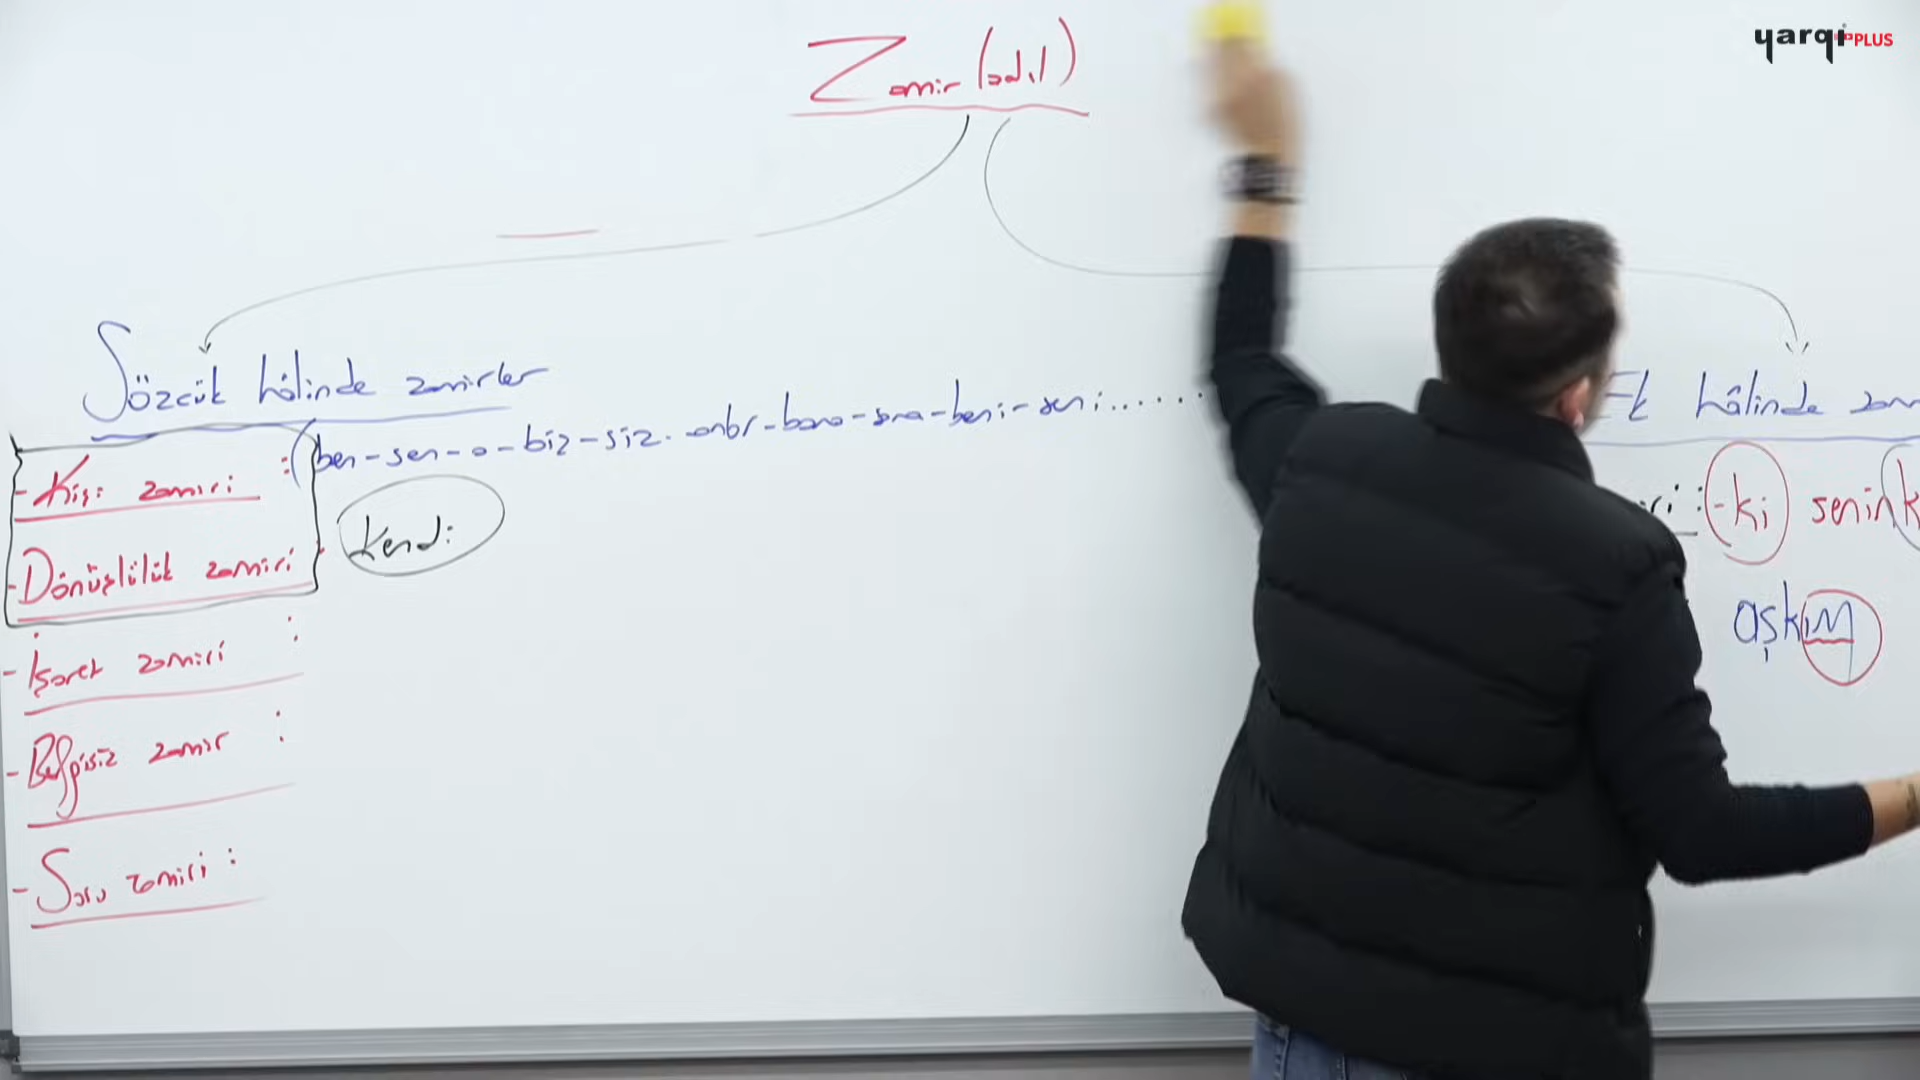 yarqı PLUS
Zamir (adıl)
Sözcük hâlinde zamirler
- Kişi zamiri : (ben - sen - o - biz - siz - onlar - bana - sana - beni - seni......
- Dönüşlülük zamiri : Kendi
- İşaret zamiri :
- Belgisiz zamir :
- Soru zamiri :
Ek hâlinde
: -ki senin
aşkım